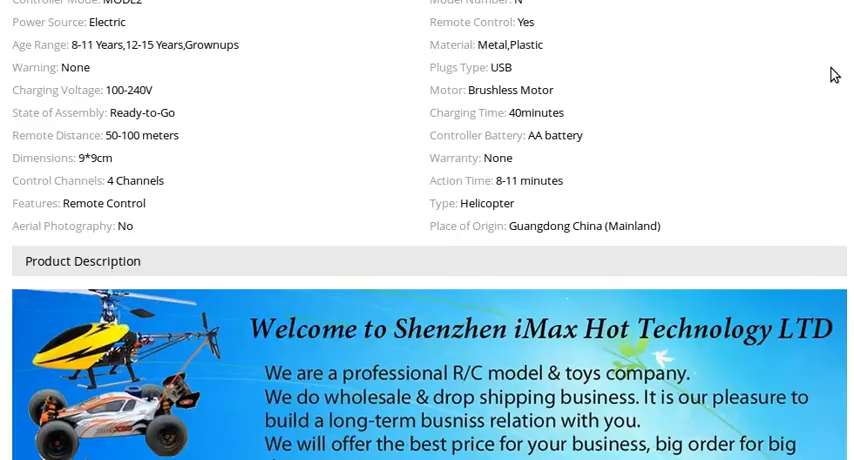 Controller Mode: MODE2 Model Number: N
Power Source: Electric Remote Control: Yes
Age Range: 8-11 Years,12-15 Years,Grownups Material: Metal,Plastic
Warning: None Plugs Type: USB
Charging Voltage: 100-240V Motor: Brushless Motor
State of Assembly: Ready-to-Go Charging Time: 40minutes
Remote Distance: 50-100 meters Controller Battery: AA battery
Dimensions: 9*9cm Warranty: None
Control Channels: 4 Channels Action Time: 8-11 minutes
Features: Remote Control Type: Helicopter
Aerial Photography: No Place of Origin: Guangdong China (Mainland)
Product Description
Welcome to Shenzhen iMax Hot Technology LTD
We are a professional R/C model & toys company.
We do wholesale & drop shipping business. It is our pleasure to
build a long-term busniss relation with you.
We will offer the best price for your business, big order for big